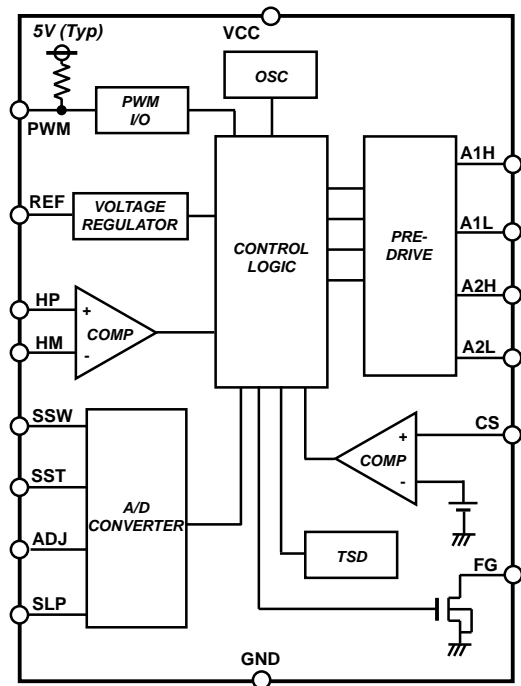 5V (Typ)
VCC
OSC
PWM
I/O
PWM
A1H
REF
VOLTAGE
REGULATOR
CONTROL
LOGIC
PRE-
DRIVE
A1L
HP
+
COMP
HM
-
A2H
A2L
SSW
CS
+
COMP
-
SST
A/D
CONVERTER
ADJ
TSD
FG
SLP
GND